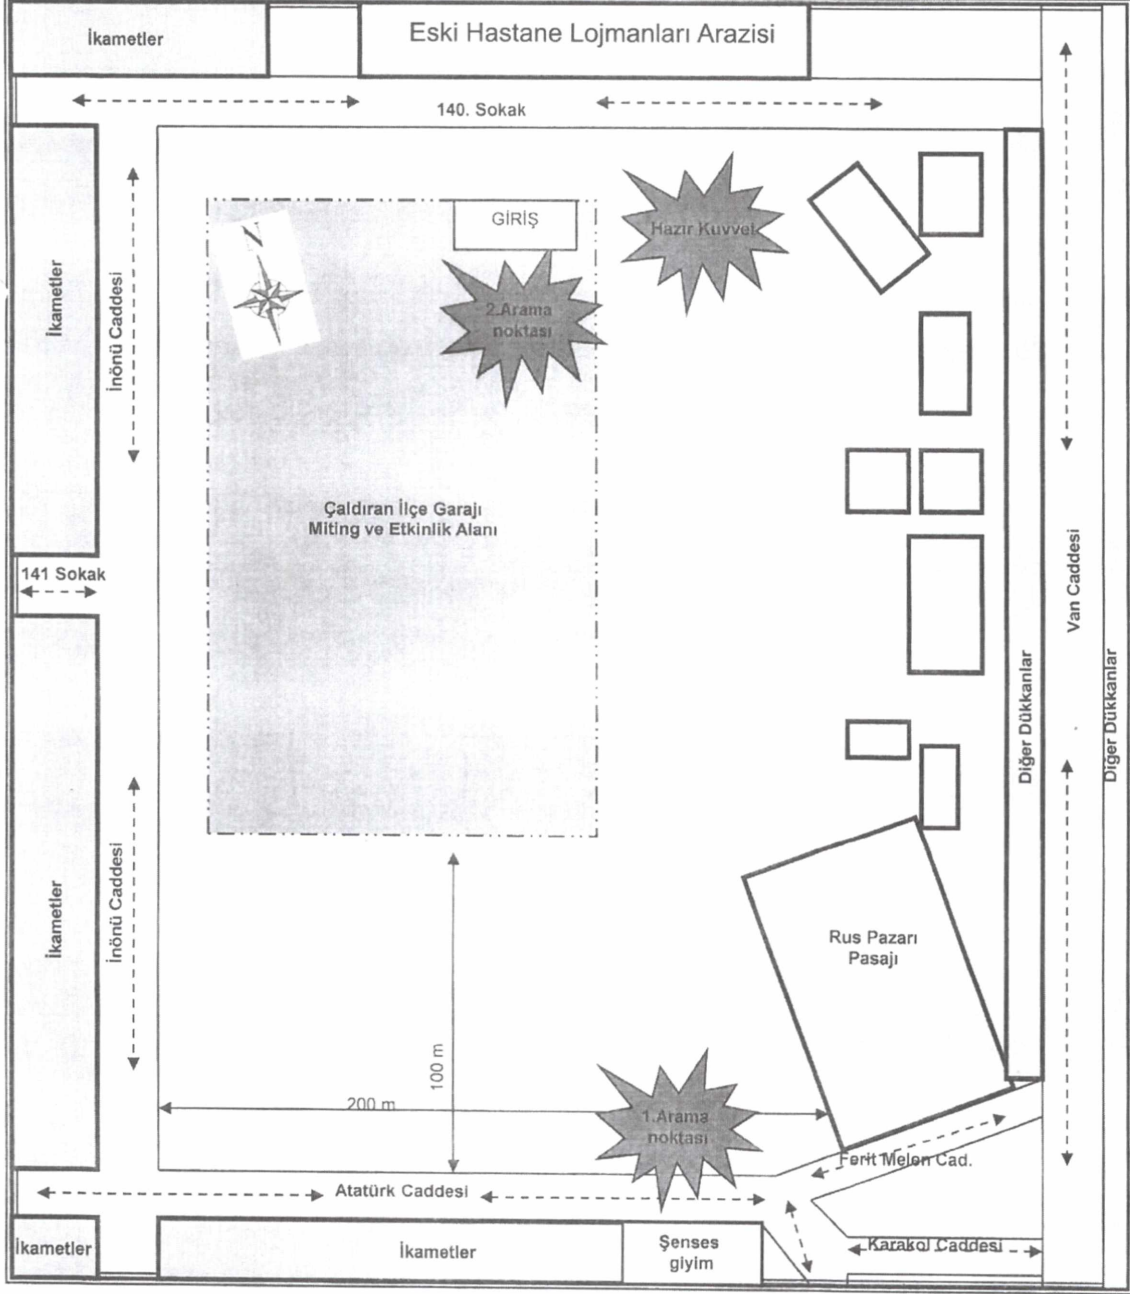 İkametler
Eski Hastane Lojmanları Arazisi
140. Sokak
GİRİŞ
Hazır Kuvvet
2.Arama
noktası
İkametler
İnönü Caddesi
Çaldıran İlçe Garajı
Miting ve Etkinlik Alanı
141 Sokak
Van Caddesi
Diğer Dükkanlar
Diğer Dükkanlar
İkametler
İnönü Caddesi
Rus Pazarı
Pasajı
100 m
200 m
1.Arama
noktası
Ferit Melen Cad.
Atatürk Caddesi
İkametler
İkametler
Şenses
giyim
Karakol Caddesi